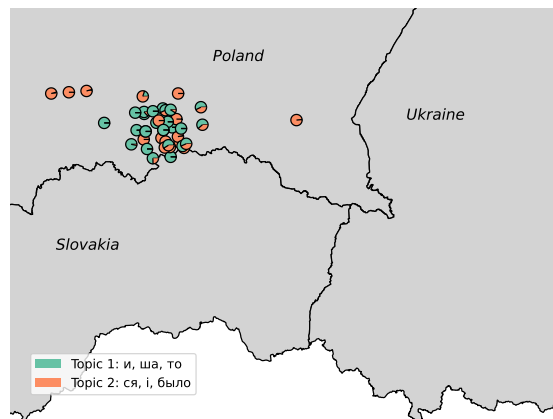 Poland
Ukraine
Slovakia
Topic 1: и, ша, то
Topic 2: ся, і, было